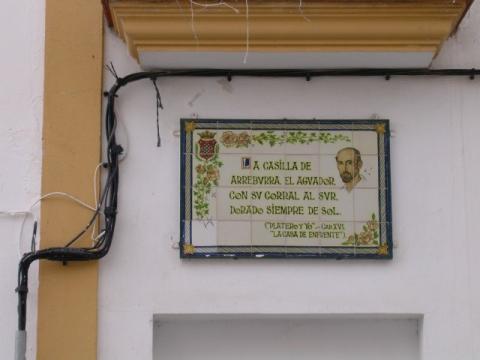 LA CASILLA DE
ARREBVRRA, EL AGVADOR,
CON SV CORRAL AL SVR,
DORADO SIEMPRE DE SOL.
("PLATERO Y YO".-CAP. XVI
"LA CASA DE ENFRENTE").